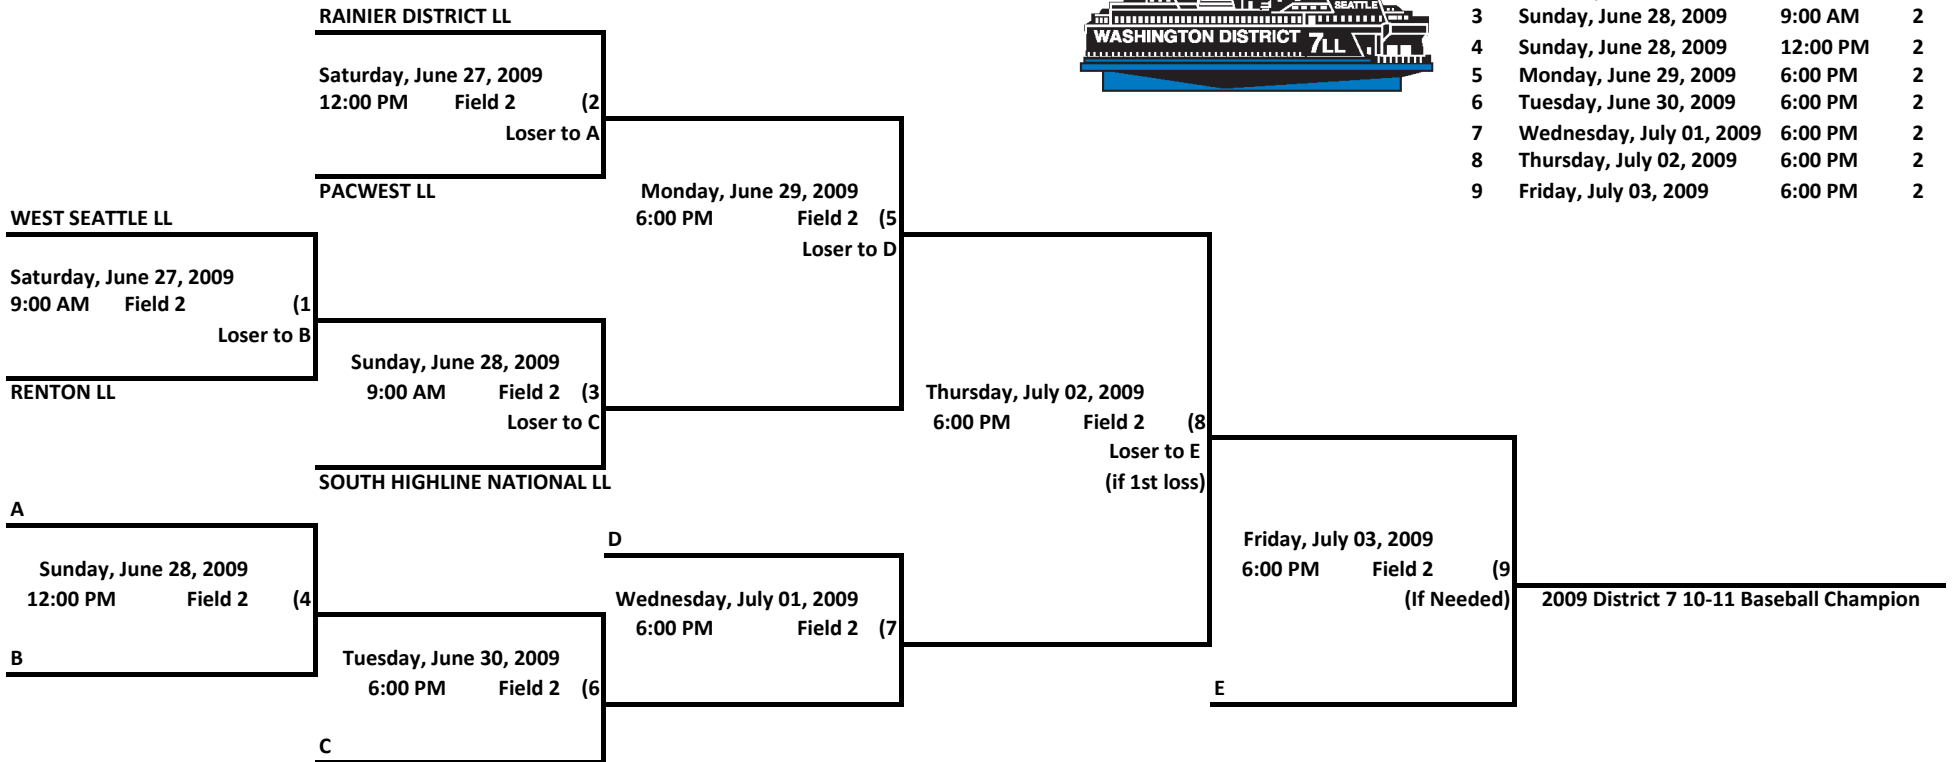 RAINIER DISTRICT LL
Saturday, June 27, 2009
12:00 PM Field 2 (2
Loser to A
PACWEST LL
WEST SEATTLE LL
Saturday, June 27, 2009
9:00 AM Field 2 (1
Loser to B
RENTON LL
Monday, June 29, 2009
6:00 PM Field 2 (5
Loser to D
Sunday, June 28, 2009
9:00 AM Field 2 (3
Loser to C
SOUTH HIGHLINE NATIONAL LL
Thursday, July 02, 2009
6:00 PM Field 2 (8
Loser to E
(if 1st loss)
A
Sunday, June 28, 2009
12:00 PM Field 2 (4
B
D
Wednesday, July 01, 2009
6:00 PM Field 2 (7
Tuesday, June 30, 2009
6:00 PM Field 2 (6
C
Friday, July 03, 2009
6:00 PM Field 2 (9
(If Needed)
E
2009 District 7 10-11 Baseball Champion
SEATTLE
WASHINGTON DISTRICT 7LL
3 Sunday, June 28, 2009 9:00 AM 2
4 Sunday, June 28, 2009 12:00 PM 2
5 Monday, June 29, 2009 6:00 PM 2
6 Tuesday, June 30, 2009 6:00 PM 2
7 Wednesday, July 01, 2009 6:00 PM 2
8 Thursday, July 02, 2009 6:00 PM 2
9 Friday, July 03, 2009 6:00 PM 2